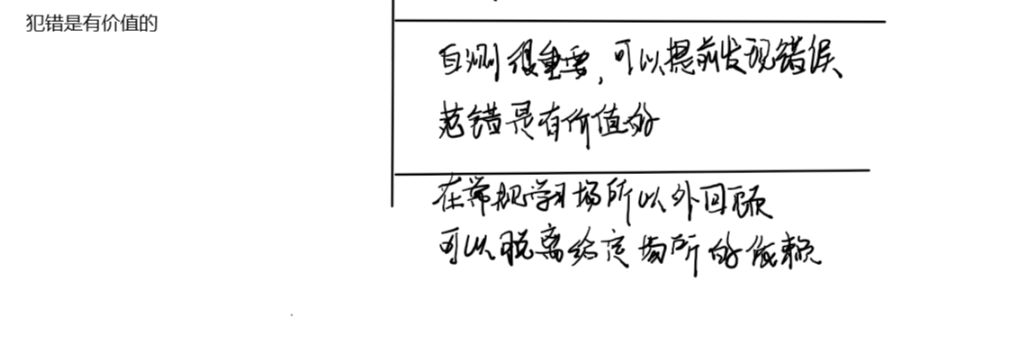 犯错是有价值的
自测很重要,可以提前发现错误、
范错是有价值的
在常规学习场所以外回顾
可以脱离给定场所的依赖